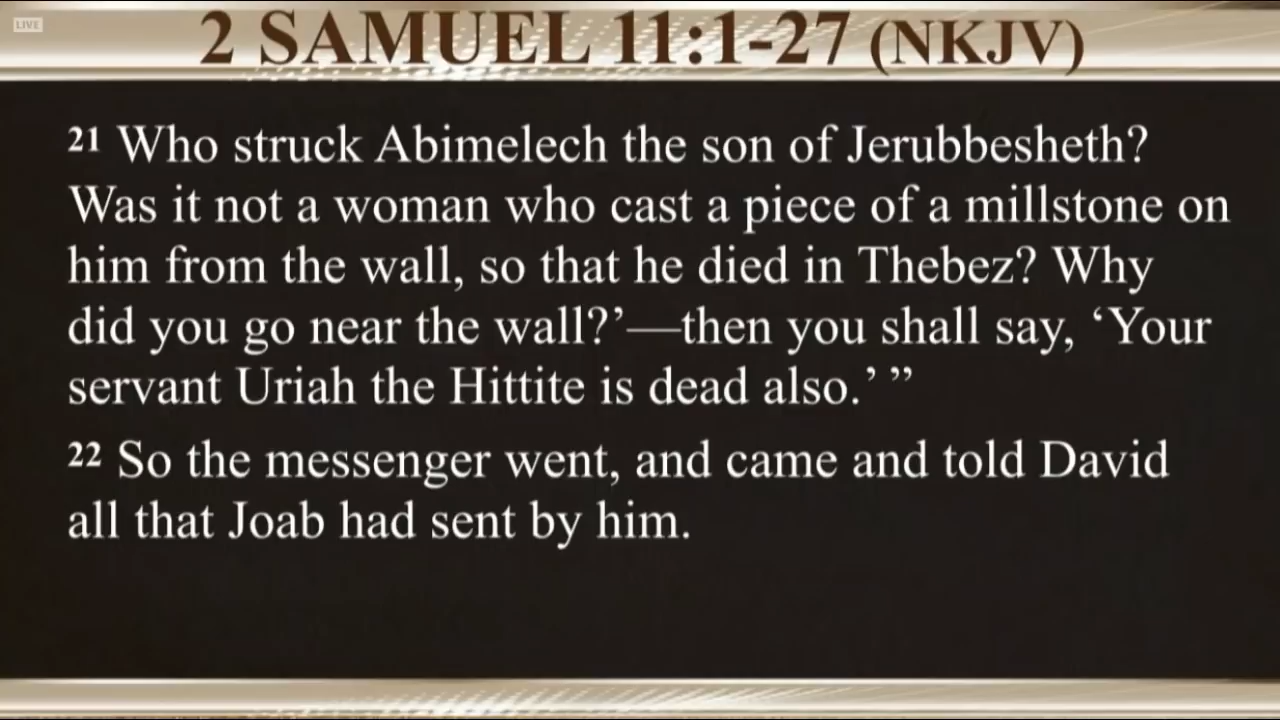 LIVE
2 SAMUEL 11:1-27 (NKJV)
21 Who struck Abimelech the son of Jerubbesheth?
Was it not a woman who cast a piece of a millstone on
him from the wall, so that he died in Thebez? Why
did you go near the wall?’—then you shall say, ‘Your
servant Uriah the Hittite is dead also.’ ”
22 So the messenger went, and came and told David
all that Joab had sent by him.